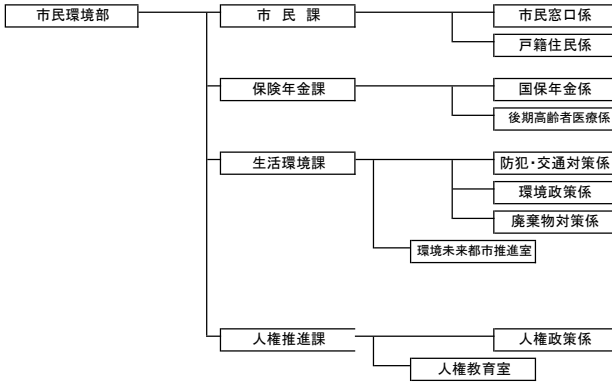 市民環境部
市 民 課
市民窓口係
戸籍住民係
保険年金課
国保年金係
後期高齢者医療係
生活環境課
防犯・交通対策係
環境政策係
廃棄物対策係
環境未来都市推進室
人権推進課
人権政策係
人権教育室